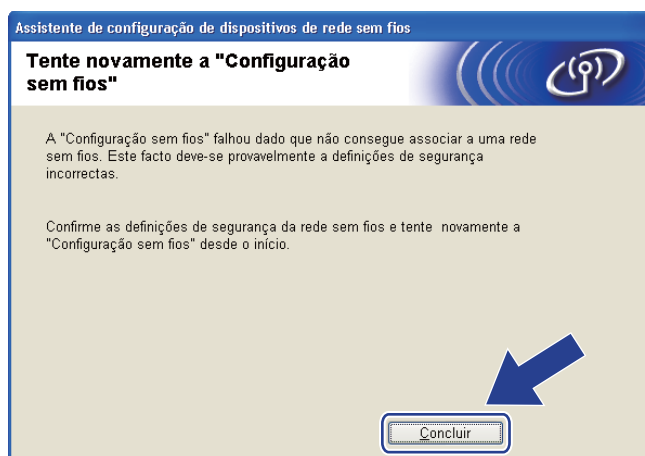 Assistente de configuração de dispositivos de rede sem fios
Tente novamente a "Configuração
sem fios"
A "Configuração sem fios" falhou dado que não consegue associar a uma rede
sem fios. Este facto deve-se provavelmente a definições de segurança
incorrectas.
Confirme as definições de segurança da rede sem fios e tente novamente a
"Configuração sem fios" desde o início.
Concluir